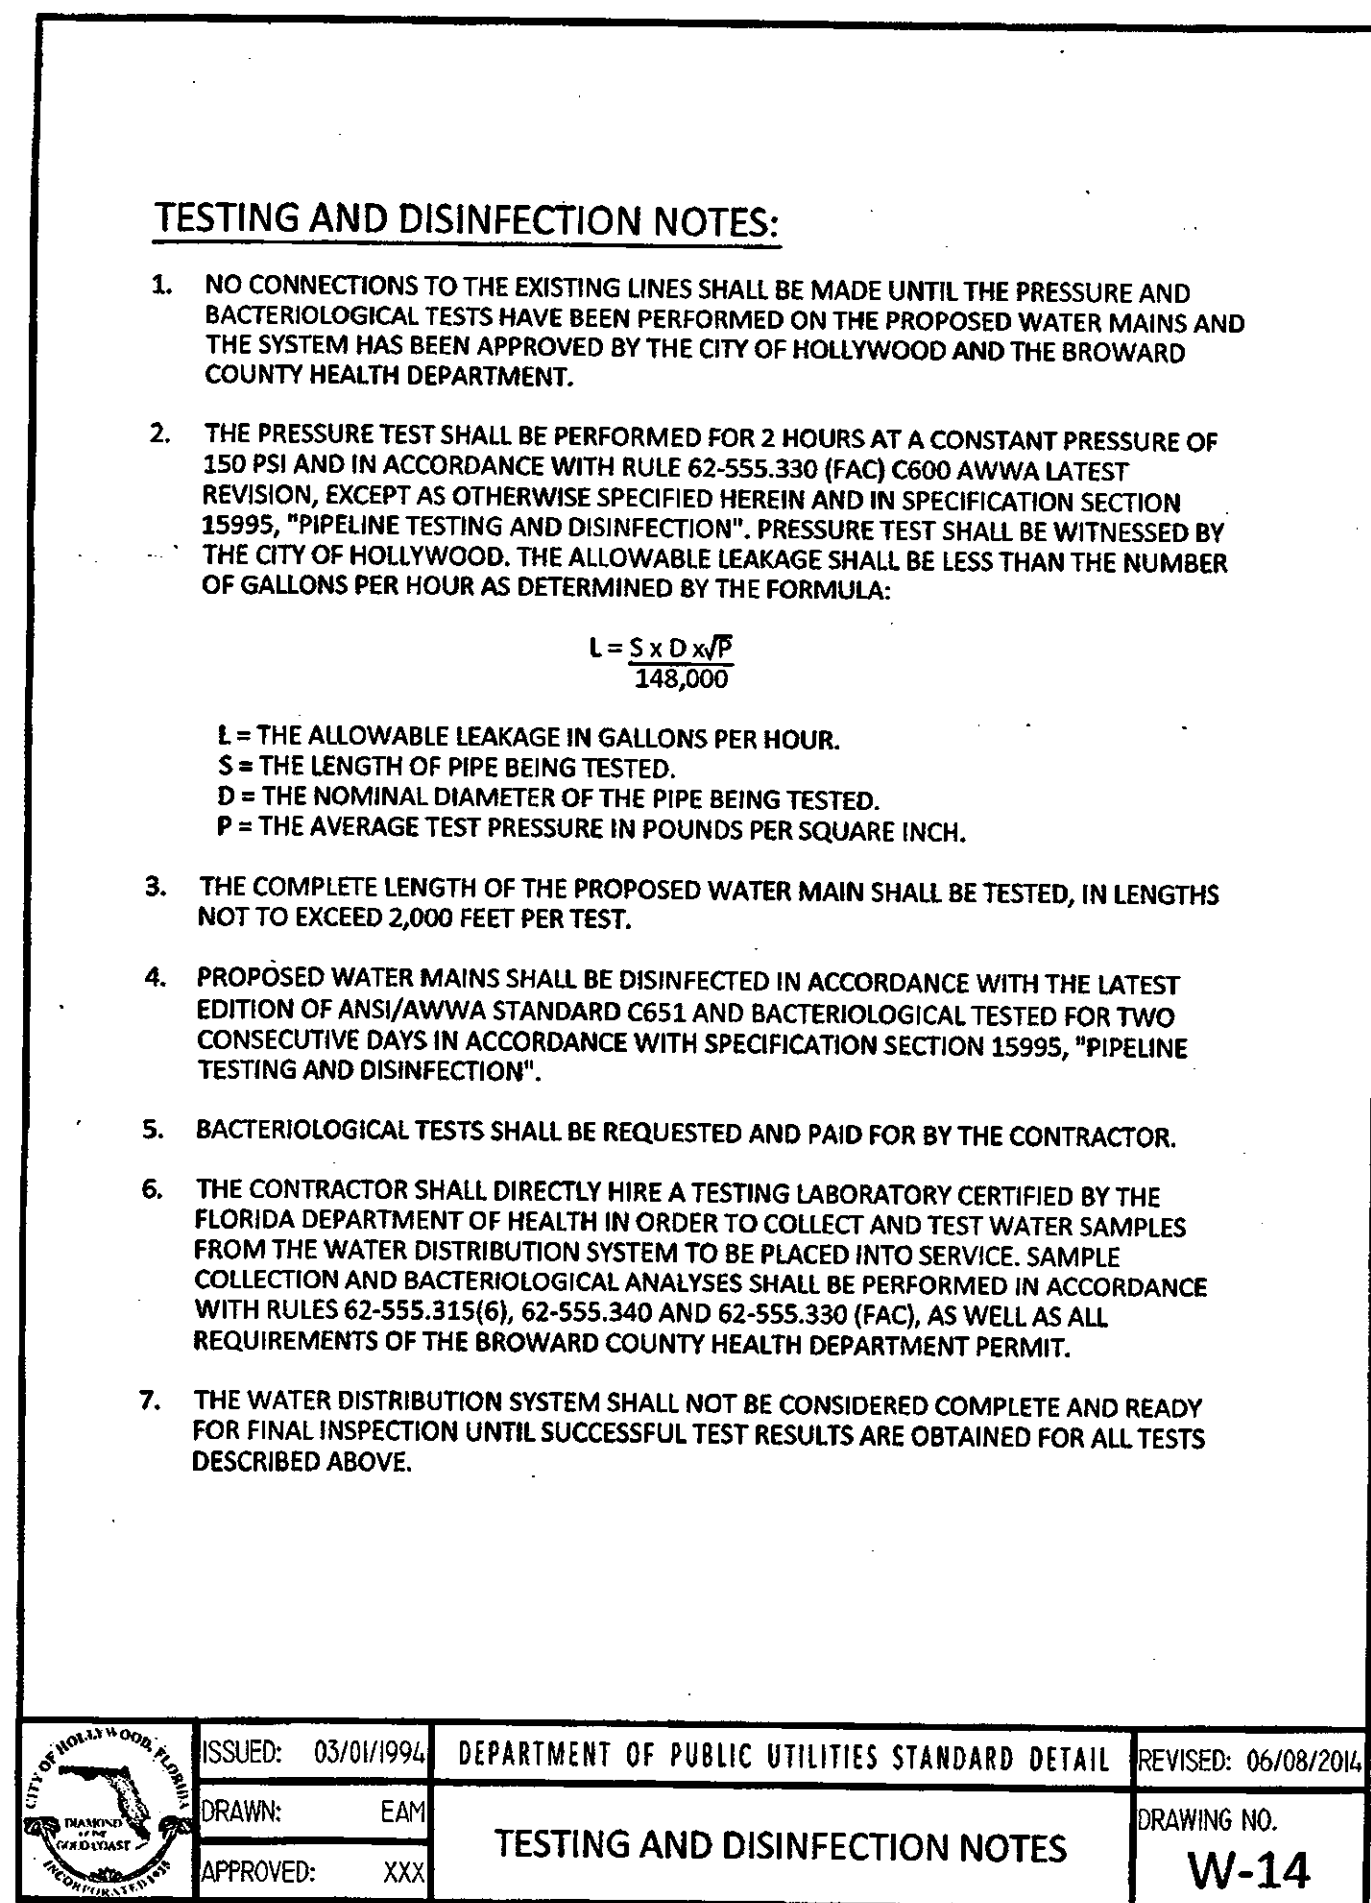 TESTING AND DISINFECTION NOTES:
1. NO CONNECTIONS TO THE EXISTING LINES SHALL BE MADE UNTIL THE PRESSURE AND
BACTERIOLOGICAL TESTS HAVE BEEN PERFORMED ON THE PROPOSED WATER MAINS AND
THE SYSTEM HAS BEEN APPROVED BY THE CITY OF HOLLYWOOD AND THE BROWARD
COUNTY HEALTH DEPARTMENT.
2. THE PRESSURE TEST SHALL BE PERFORMED FOR 2 HOURS AT A CONSTANT PRESSURE OF
150 PSI AND IN ACCORDANCE WITH RULE 62-555.330 (FAC) C600 AWWA LATEST
REVISION, EXCEPT AS OTHERWISE SPECIFIED HEREIN AND IN SPECIFICATION SECTION
15995, "PIPELINE TESTING AND DISINFECTION". PRESSURE TEST SHALL BE WITNESSED BY
THE CITY OF HOLLYWOOD. THE ALLOWABLE LEAKAGE SHALL BE LESS THAN THE NUMBER
OF GALLONS PER HOUR AS DETERMINED BY THE FORMULA:
L = S x D x√P
148,000
L = THE ALLOWABLE LEAKAGE IN GALLONS PER HOUR.
S = THE LENGTH OF PIPE BEING TESTED.
D = THE NOMINAL DIAMETER OF THE PIPE BEING TESTED.
P = THE AVERAGE TEST PRESSURE IN POUNDS PER SQUARE INCH.
3. THE COMPLETE LENGTH OF THE PROPOSED WATER MAIN SHALL BE TESTED, IN LENGTHS
NOT TO EXCEED 2,000 FEET PER TEST.
4. PROPOSED WATER MAINS SHALL BE DISINFECTED IN ACCORDANCE WITH THE LATEST
EDITION OF ANSI/AWWA STANDARD C651 AND BACTERIOLOGICAL TESTED FOR TWO
CONSECUTIVE DAYS IN ACCORDANCE WITH SPECIFICATION SECTION 15995, "PIPELINE
TESTING AND DISINFECTION".
5. BACTERIOLOGICAL TESTS SHALL BE REQUESTED AND PAID FOR BY THE CONTRACTOR.
6. THE CONTRACTOR SHALL DIRECTLY HIRE A TESTING LABORATORY CERTIFIED BY THE
FLORIDA DEPARTMENT OF HEALTH IN ORDER TO COLLECT AND TEST WATER SAMPLES
FROM THE WATER DISTRIBUTION SYSTEM TO BE PLACED INTO SERVICE. SAMPLE
COLLECTION AND BACTERIOLOGICAL ANALYSES SHALL BE PERFORMED IN ACCORDANCE
WITH RULES 62-555.315(6), 62-555.340 AND 62-555.330 (FAC), AS WELL AS ALL
REQUIREMENTS OF THE BROWARD COUNTY HEALTH DEPARTMENT PERMIT.
7. THE WATER DISTRIBUTION SYSTEM SHALL NOT BE CONSIDERED COMPLETE AND READY
FOR FINAL INSPECTION UNTIL SUCCESSFUL TEST RESULTS ARE OBTAINED FOR ALL TESTS
DESCRIBED ABOVE.
CITY OF HOLLYWOOD, FLORIDA
DIAMOND
OF THE
GOLD COAST
INCORPORATED 1925
ISSUED: 03/01/1994
DRAWN: EAM
APPROVED: XXX
DEPARTMENT OF PUBLIC UTILITIES STANDARD DETAIL
TESTING AND DISINFECTION NOTES
REVISED: 06/08/2014
DRAWING NO.
W-14